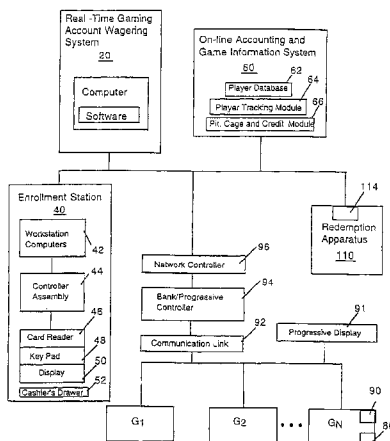 Real-Time Gaming
Account Wagering
System
20
Computer
Software
On-line Accounting and
Game Information System
60
62
Player Database
64
Player Tracking Module
66
Pit, Cage and Credit Module
Enrollment Station
40
Workstation
Computers
42
44
Controller
Assembly
46
Card Reader
48
Key Pad
50
Display
52
Cashier's Drawer
96
Network Controller
94
Bank/Progressive
Controller
92
Communication Link
91
Progressive Display
114
Redemption
Apparatus
110
G1
G2
GN
90